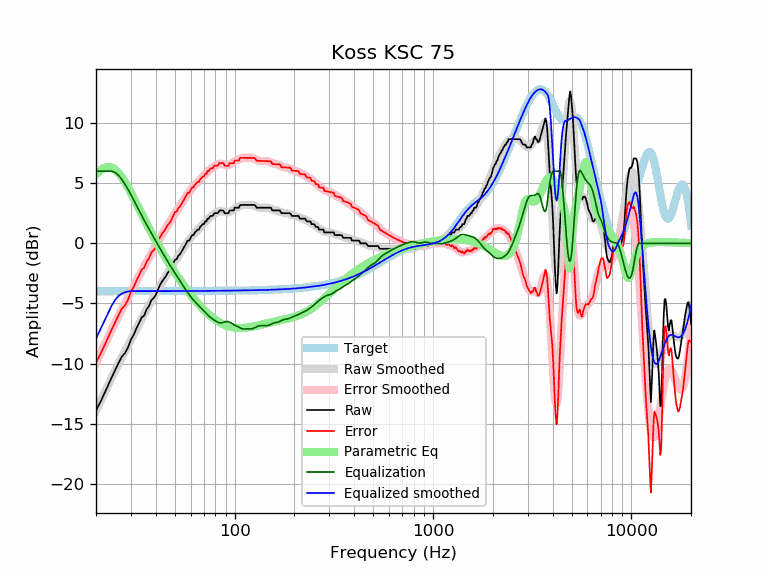 Koss KSC 75
Amplitude (dBr)
10
5
0
−5
−10
−15
−20
Target
Raw Smoothed
Error Smoothed
Raw
Error
Parametric Eq
Equalization
Equalized smoothed
100 1000 10000
Frequency (Hz)